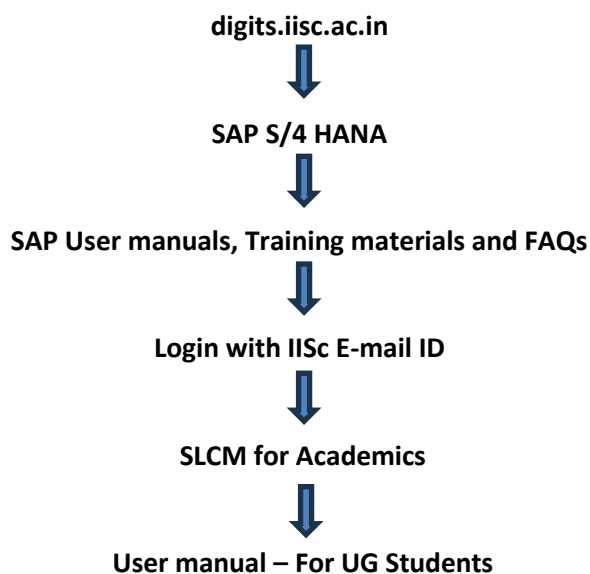 digits.iisc.ac.in
SAP S/4 HANA
SAP User manuals, Training materials and FAQs
Login with IISc E-mail ID
SLCM for Academics
User manual – For UG Students